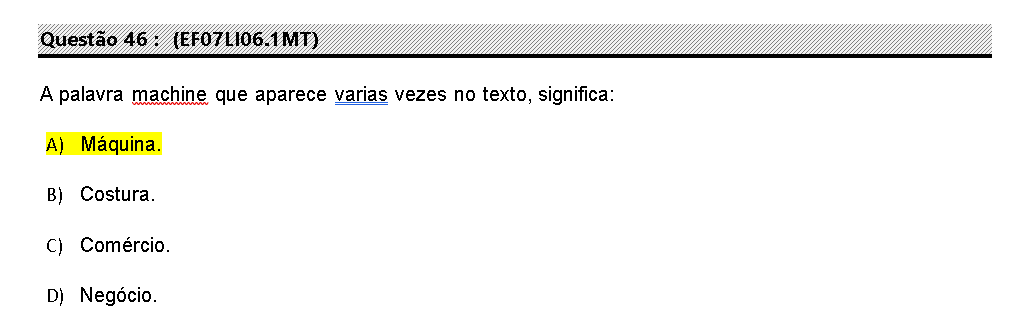 Questão 46 : (EF07LI06.1MT)
A palavra machine que aparece varias vezes no texto, significa:
A) Máquina.
B) Costura.
C) Comércio.
D) Negócio.